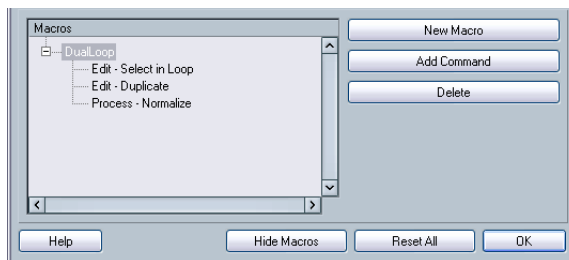 Macros
DualLoop
Edit - Select in Loop
Edit - Duplicate
Process - Normalize
New Macro
Add Command
Delete
Help
Hide Macros
Reset All
OK